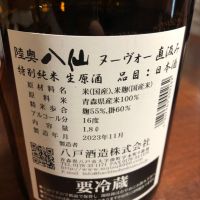 陸奥 八仙 ヌーヴォー 直汲み
特別純米 生原酒 品目:日本酒
原材料名 米(国産)、米麹(国産米)
原料米 青森県産米100%
精米歩合 麹55%、掛60%
アルコール分 16度
内容量 1.8ℓ
製造年月 2023年11月
八戸酒造株式会社
要冷蔵